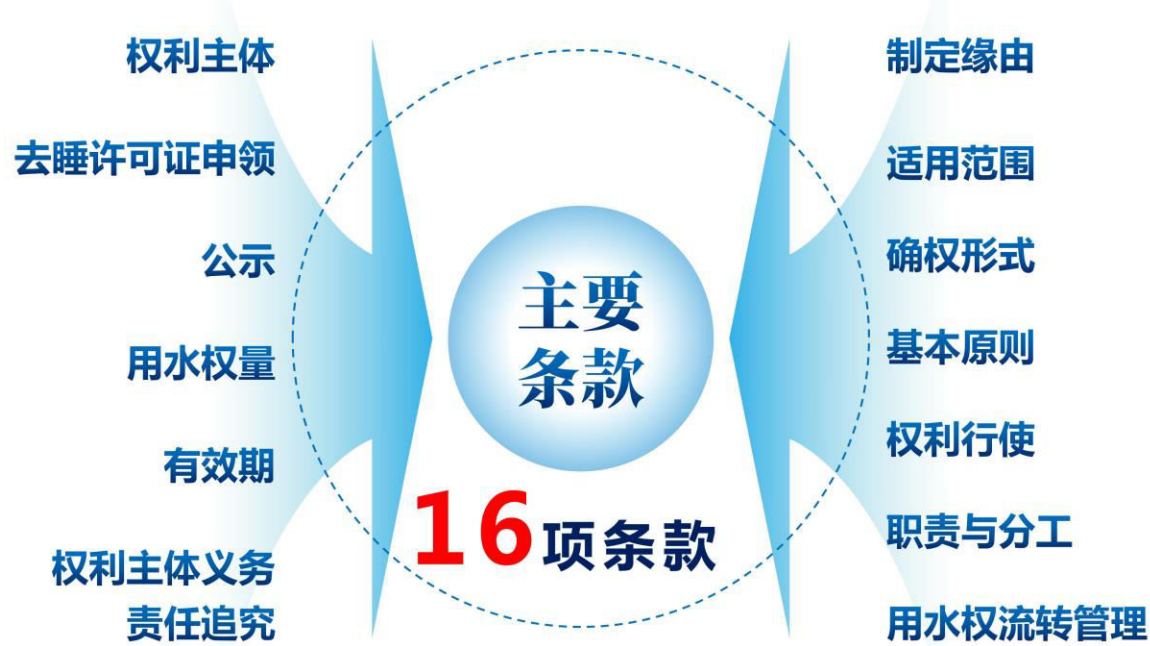 权利主体
去睡许可证申领
公示
用水权量
有效期
权利主体义务
责任追究
主要
条款
16项条款
制定缘由
适用范围
确权形式
基本原则
权利行使
职责与分工
用水权流转管理